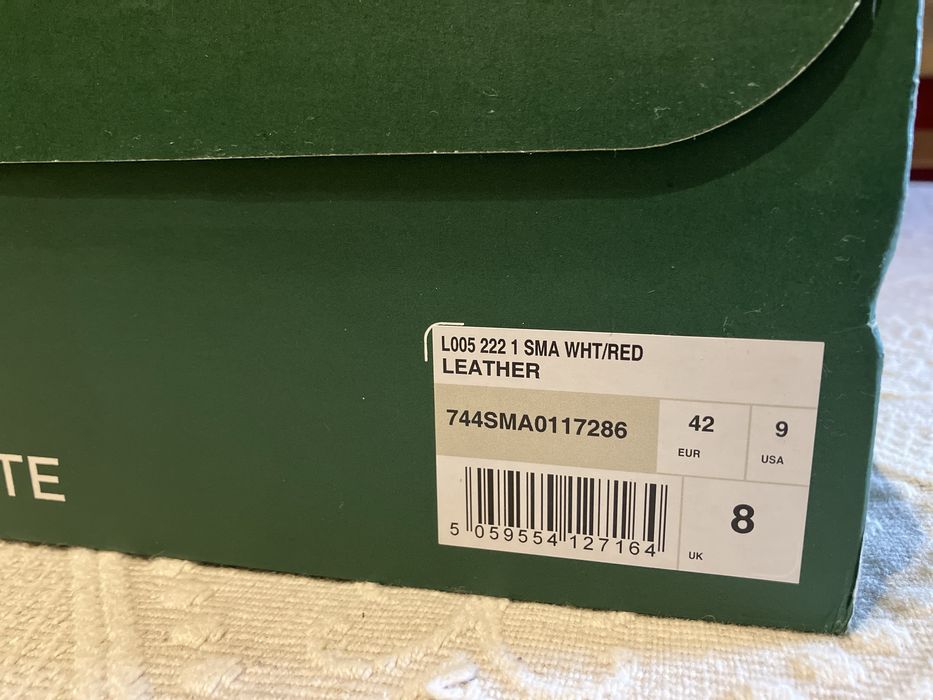 L005 222 1 SMA WHT/RED
LEATHER
744SMA0117286
42
EUR
9
USA
5 059554 127164
8
UK
TE